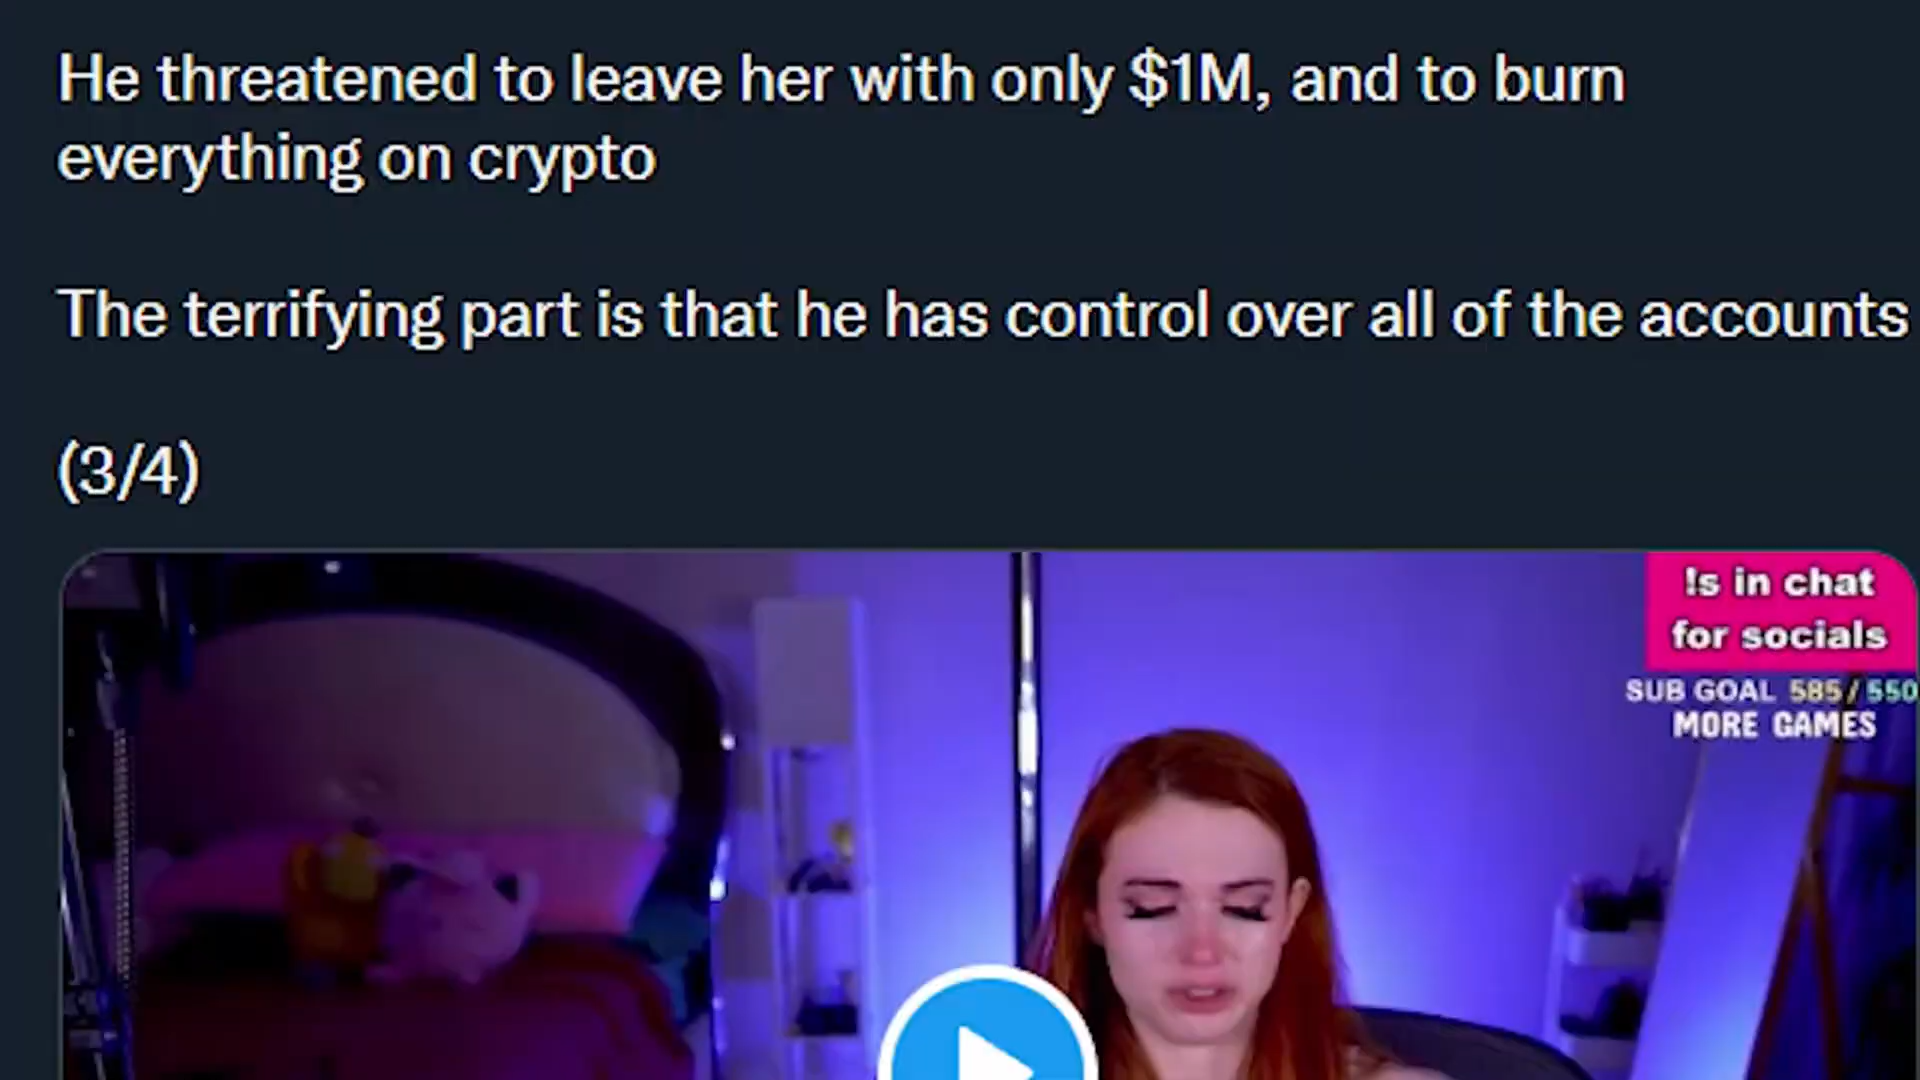 He threatened to leave her with only $1M, and to burn
everything on crypto
The terrifying part is that he has control over all of the accounts
(3/4)
!s in chat
for socials
SUB GOAL 585 / 550
MORE GAMES